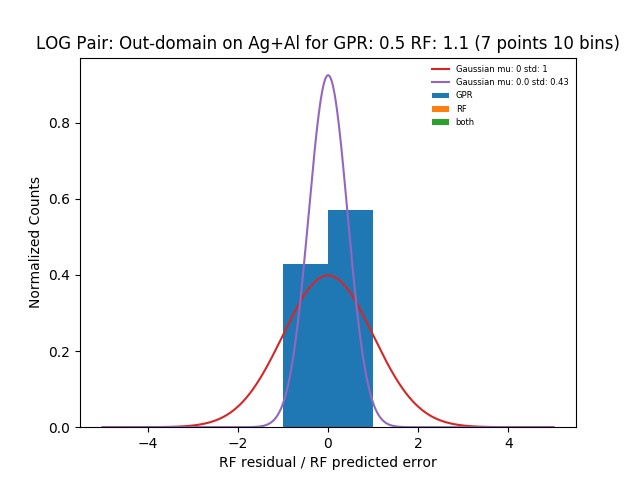 LOG Pair: Out-domain on Ag+Al for GPR: 0.5 RF: 1.1 (7 points 10 bins)
Gaussian mu: 0 std: 1
Gaussian mu: 0.0 std: 0.43
GPR
RF
both
Normalized Counts
0.8
0.6
0.4
0.2
0.0
−4 −2 0 2 4
RF residual / RF predicted error